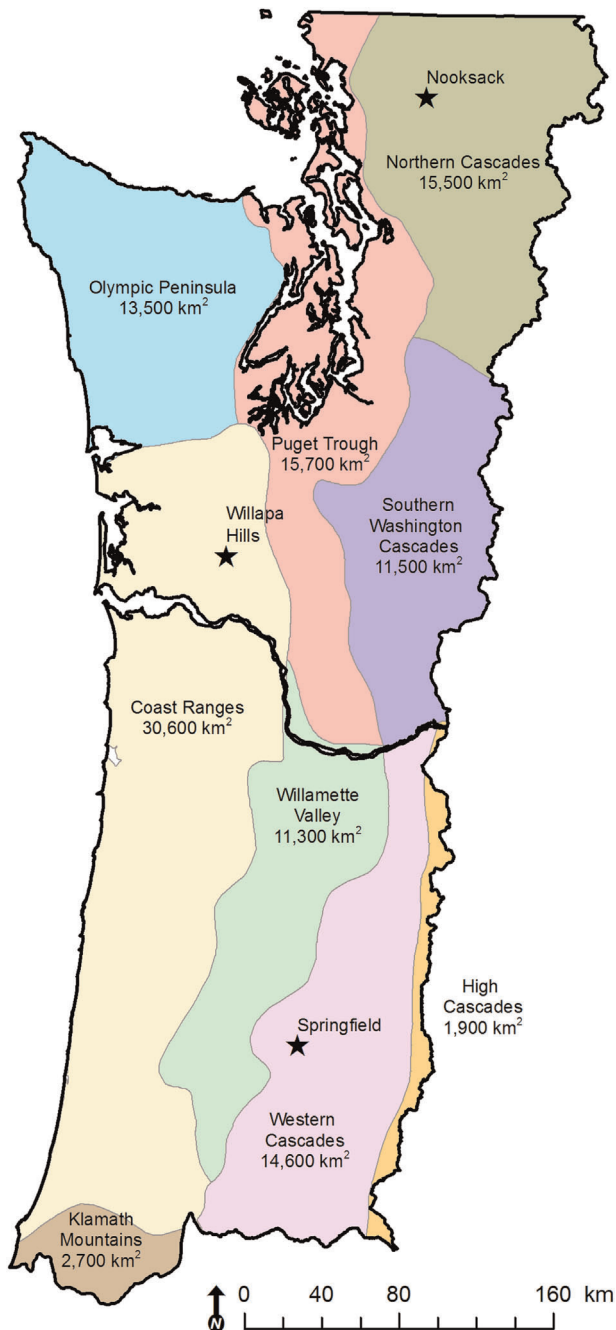 Nooksack
Northern Cascades
15,500 km²
Olympic Peninsula
13,500 km²
Puget Trough
15,700 km²
Willapa
Hills
Southern
Washington
Cascades
11,500 km²
Coast Ranges
30,600 km²
Willamette
Valley
11,300 km²
High
Cascades
1,900 km²
Springfield
Western
Cascades
14,600 km²
Klamath
Mountains
2,700 km²
N
0 40 80 160 km